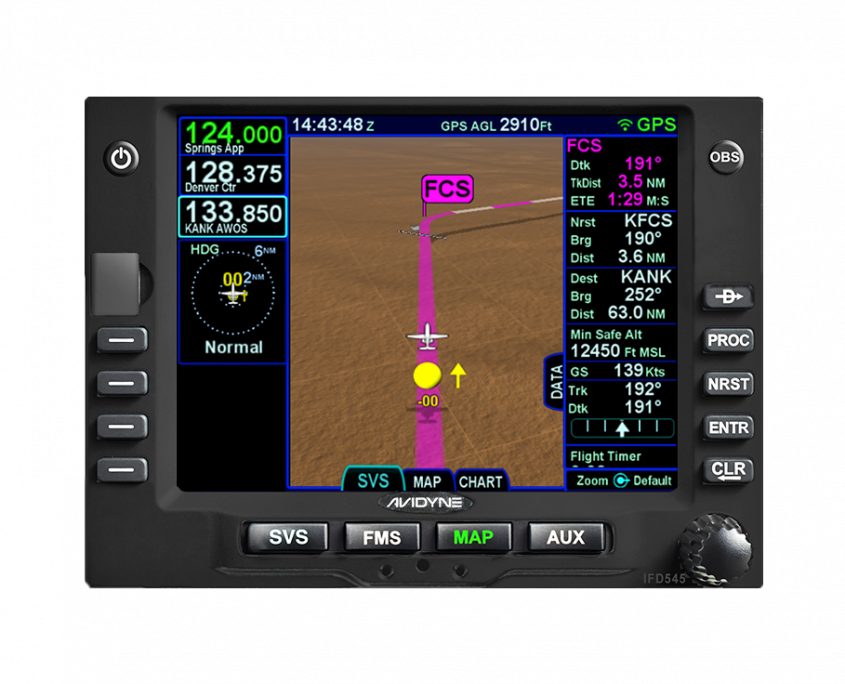 14:43:48 Z GPS AGL 2910Ft GPS
124.000
Springs App
128.375
Denver Ctr
133.850
KANK AWOS
HDG 6NM
00 2NM
Normal
FCS
-00
SVS MAP CHART
DATA
FCS
Dtk 191°
TkDist 3.5 NM
ETE 1:29 M:S
Nrst KFCS
Brg 190°
Dist 3.6 NM
Dest KANK
Brg 252°
Dist 63.0 NM
Min Safe Alt
12450 Ft MSL
GS 139 Kts
Trk 192°
Dtk 191°
Flight Timer
Zoom Default
OBS
D
PROC
NRST
ENTR
CLR
AVIDYNE
SVS FMS MAP AUX
IFD545